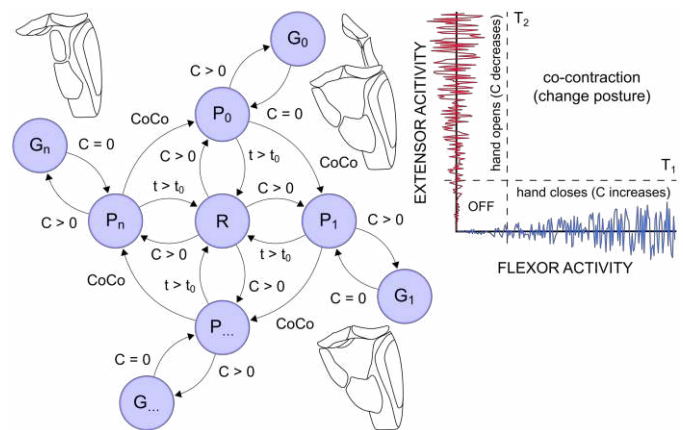 G0
C > 0
C = 0
CoCo
P0
CoCo
Gn
C = 0
C > 0
t > t0
C > 0
Pn
t > t0
R
C > 0
P1
C > 0
C > 0
t > t0
CoCo
t > t0
C > 0
C = 0
G1
P...
CoCo
C = 0
C > 0
G...
EXTENSOR ACITIVITY
hand opens (C decreases)
T2
co-contraction
(change posture)
T1
hand closes (C increases)
OFF
FLEXOR ACTIVITY